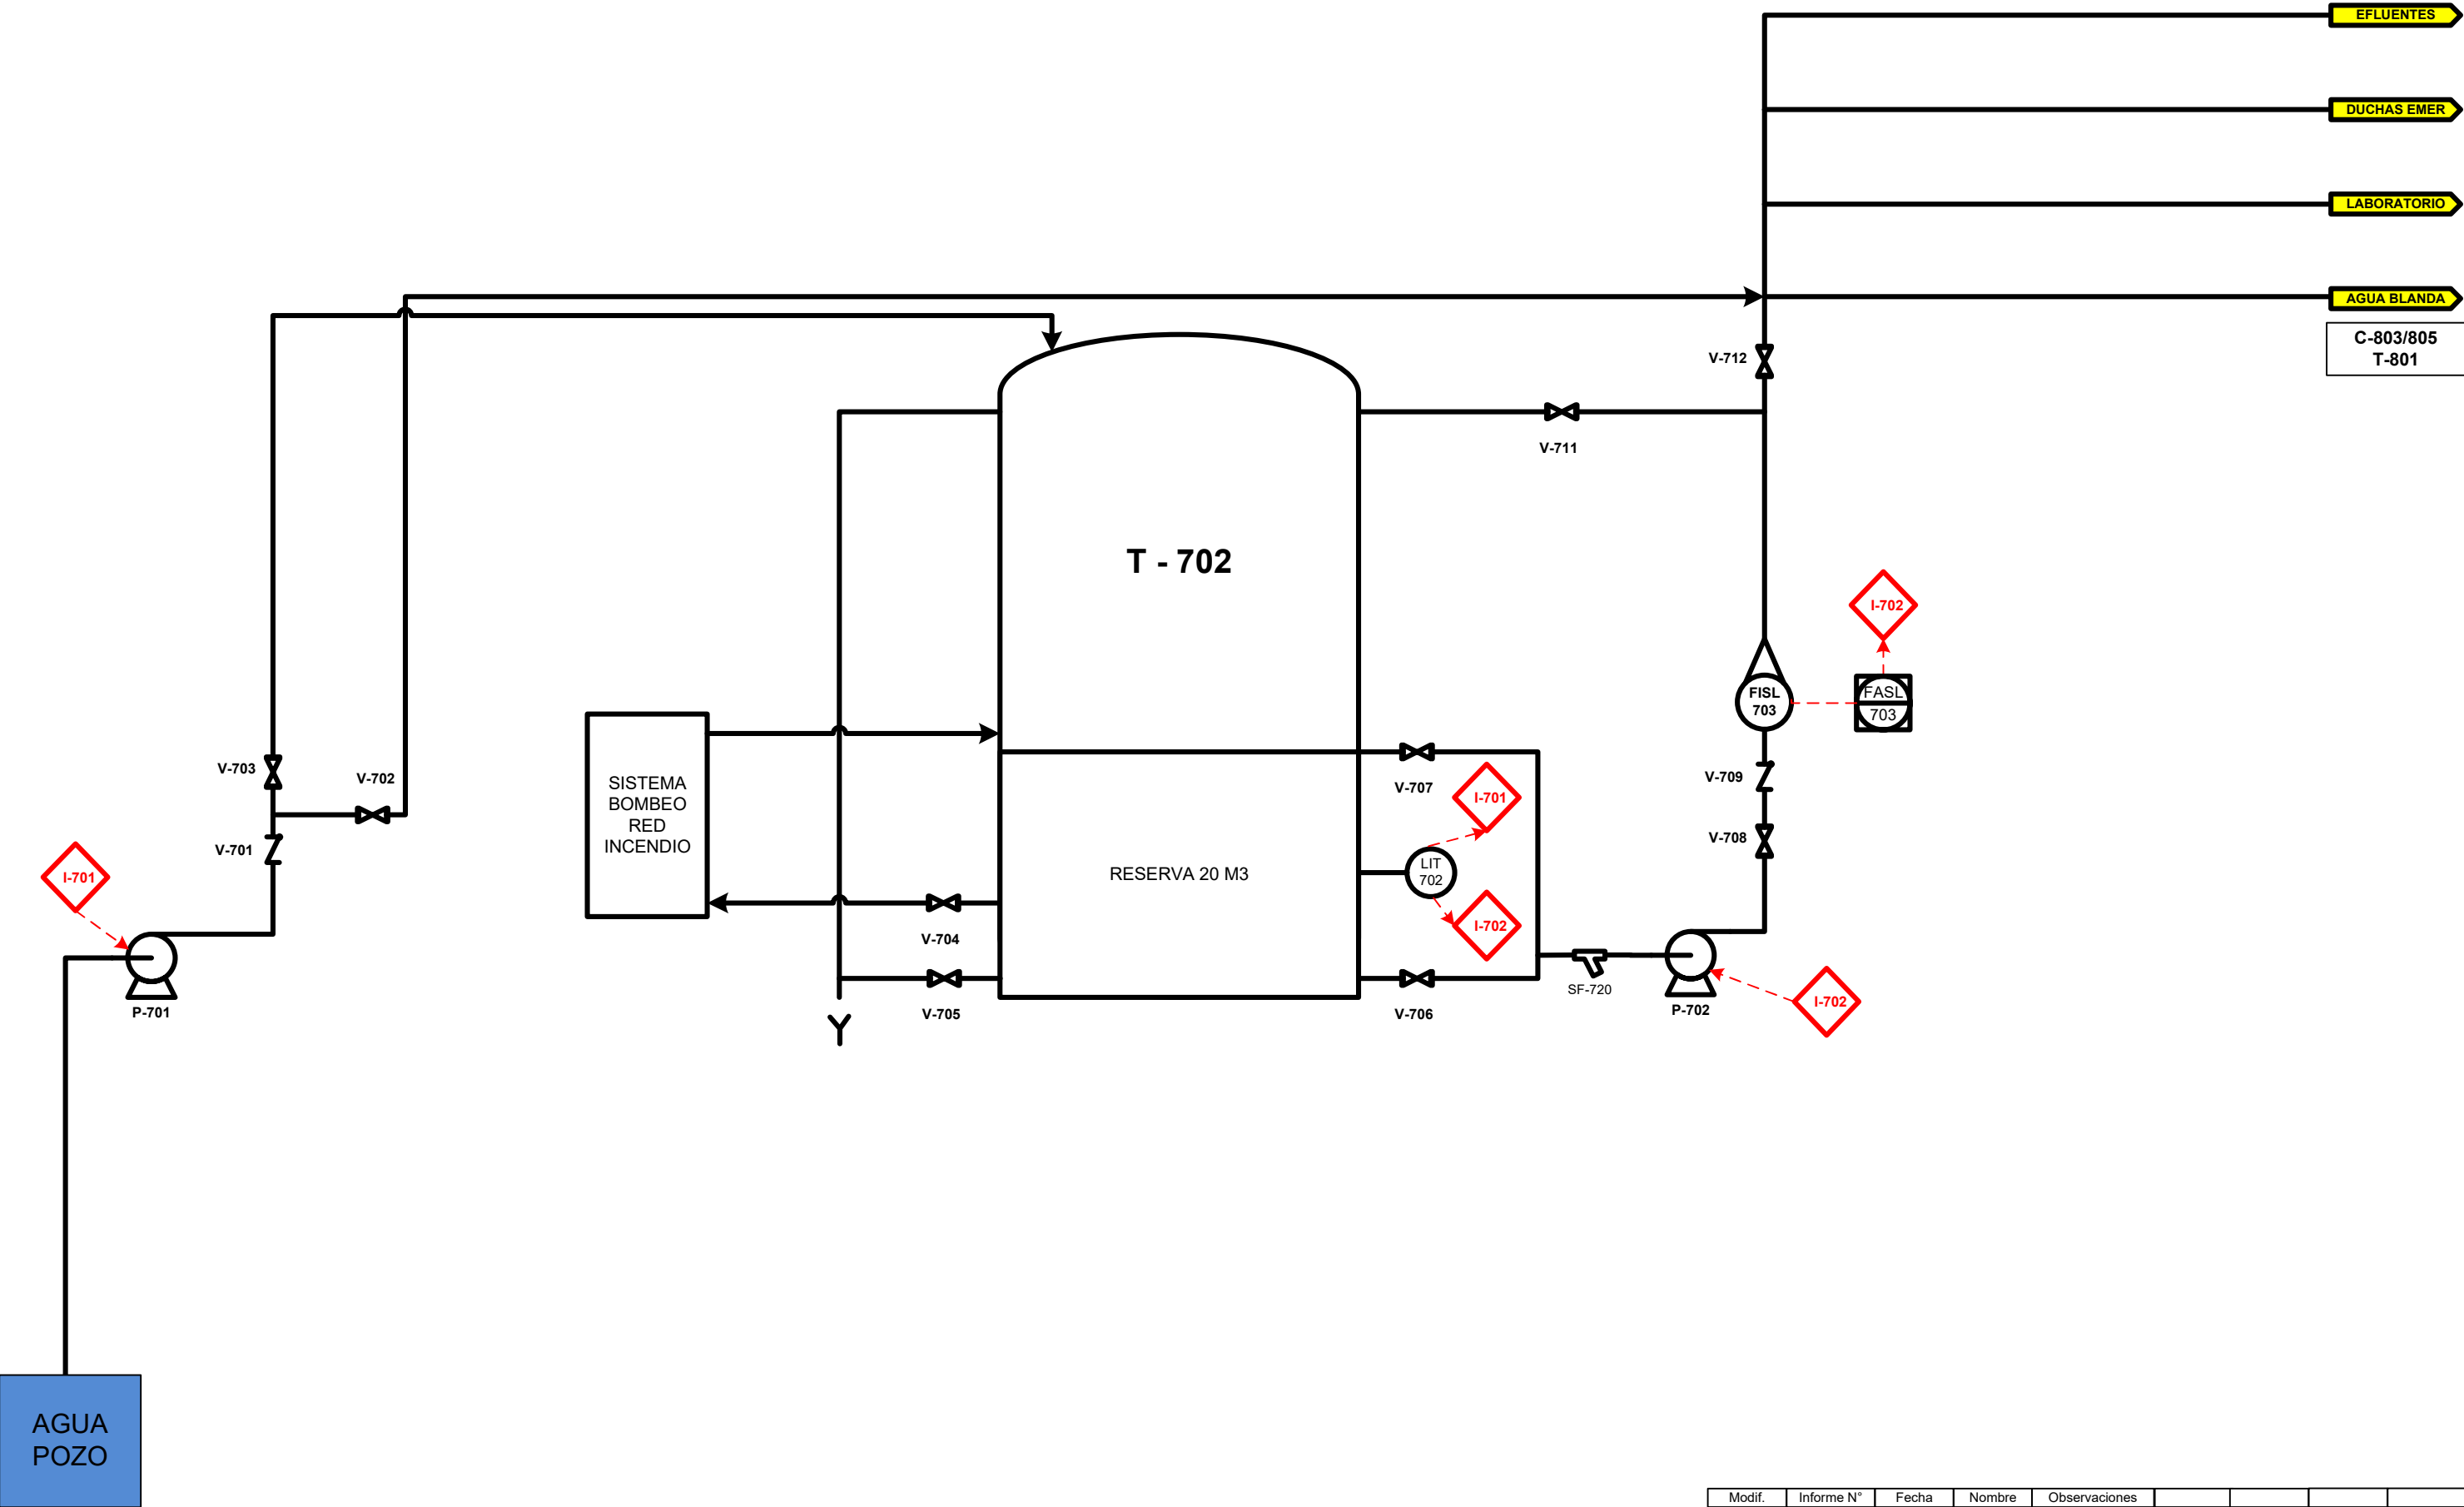 EFLUENTES
DUCHAS EMER
LABORATORIO
AGUA BLANDA
C-803/805
T-801
V-712
V-711
T - 702
I-702
FISL
703
FASL
703
V-703
V-702
SISTEMA
BOMBEO
RED
INCENDIO
V-707
V-709
I-701
V-701
V-708
I-701
RESERVA 20 M3
LIT
702
I-702
V-704
SF-720
I-702
P-701
V-705
V-706
P-702
AGUA
POZO
Modif. Informe N° Fecha Nombre Observaciones